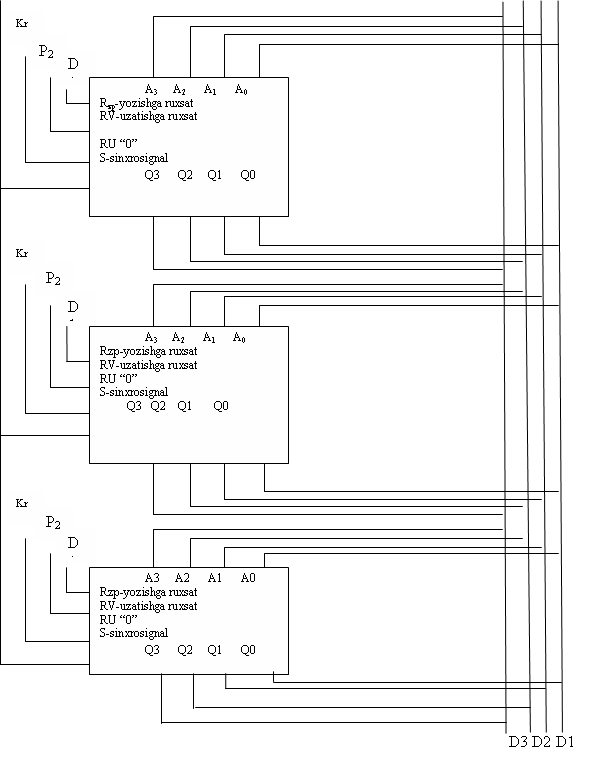 Kr
P2
D
A3 A2 A1 A0
Rzp-yozishga ruxsat
RV-uzatishga ruxsat
RU “0”
S-sinxrosignal
Q3 Q2 Q1 Q0
Kr
P2
D
A3 A2 A1 A0
Rzp-yozishga ruxsat
RV-uzatishga ruxsat
RU “0”
S-sinxrosignal
Q3 Q2 Q1 Q0
Kr
P2
D
A3 A2 A1 A0
Rzp-yozishga ruxsat
RV-uzatishga ruxsat
RU “0”
S-sinxrosignal
Q3 Q2 Q1 Q0
D3 D2 D1